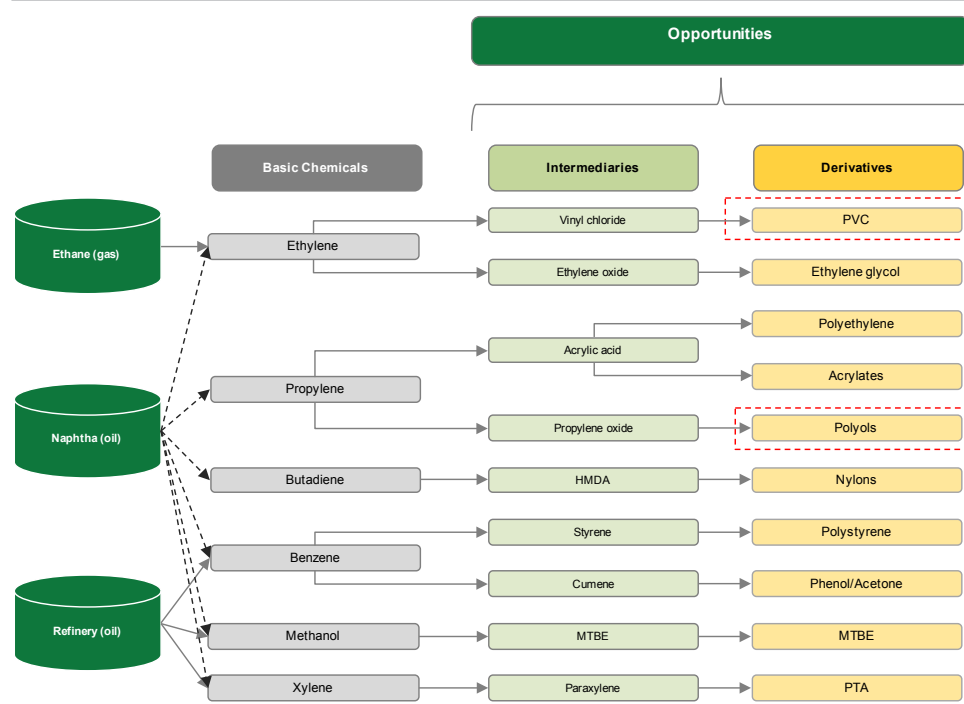 Opportunities
Basic Chemicals
Intermediaries
Derivatives
Ethane (gas)
Ethylene
Vinyl chloride
PVC
Ethylene oxide
Ethylene glycol
Naphtha (oil)
Propylene
Acrylic acid
Polyethylene
Acrylates
Propylene oxide
Polyols
Butadiene
HMDA
Nylons
Refinery (oil)
Benzene
Styrene
Polystyrene
Cumene
Phenol/Acetone
Methanol
MTBE
MTBE
Xylene
Paraxylene
PTA